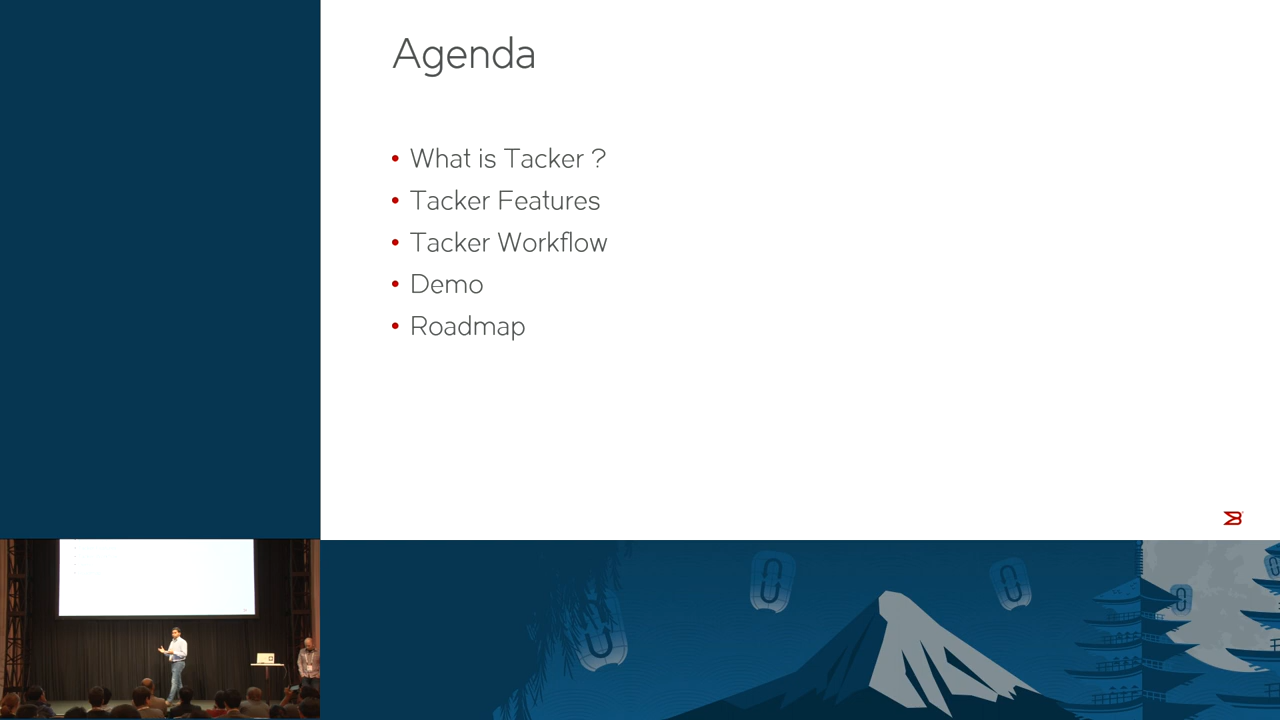 Agenda
• What is Tacker ?
• Tacker Features
• Tacker Workflow
• Demo
• Roadmap